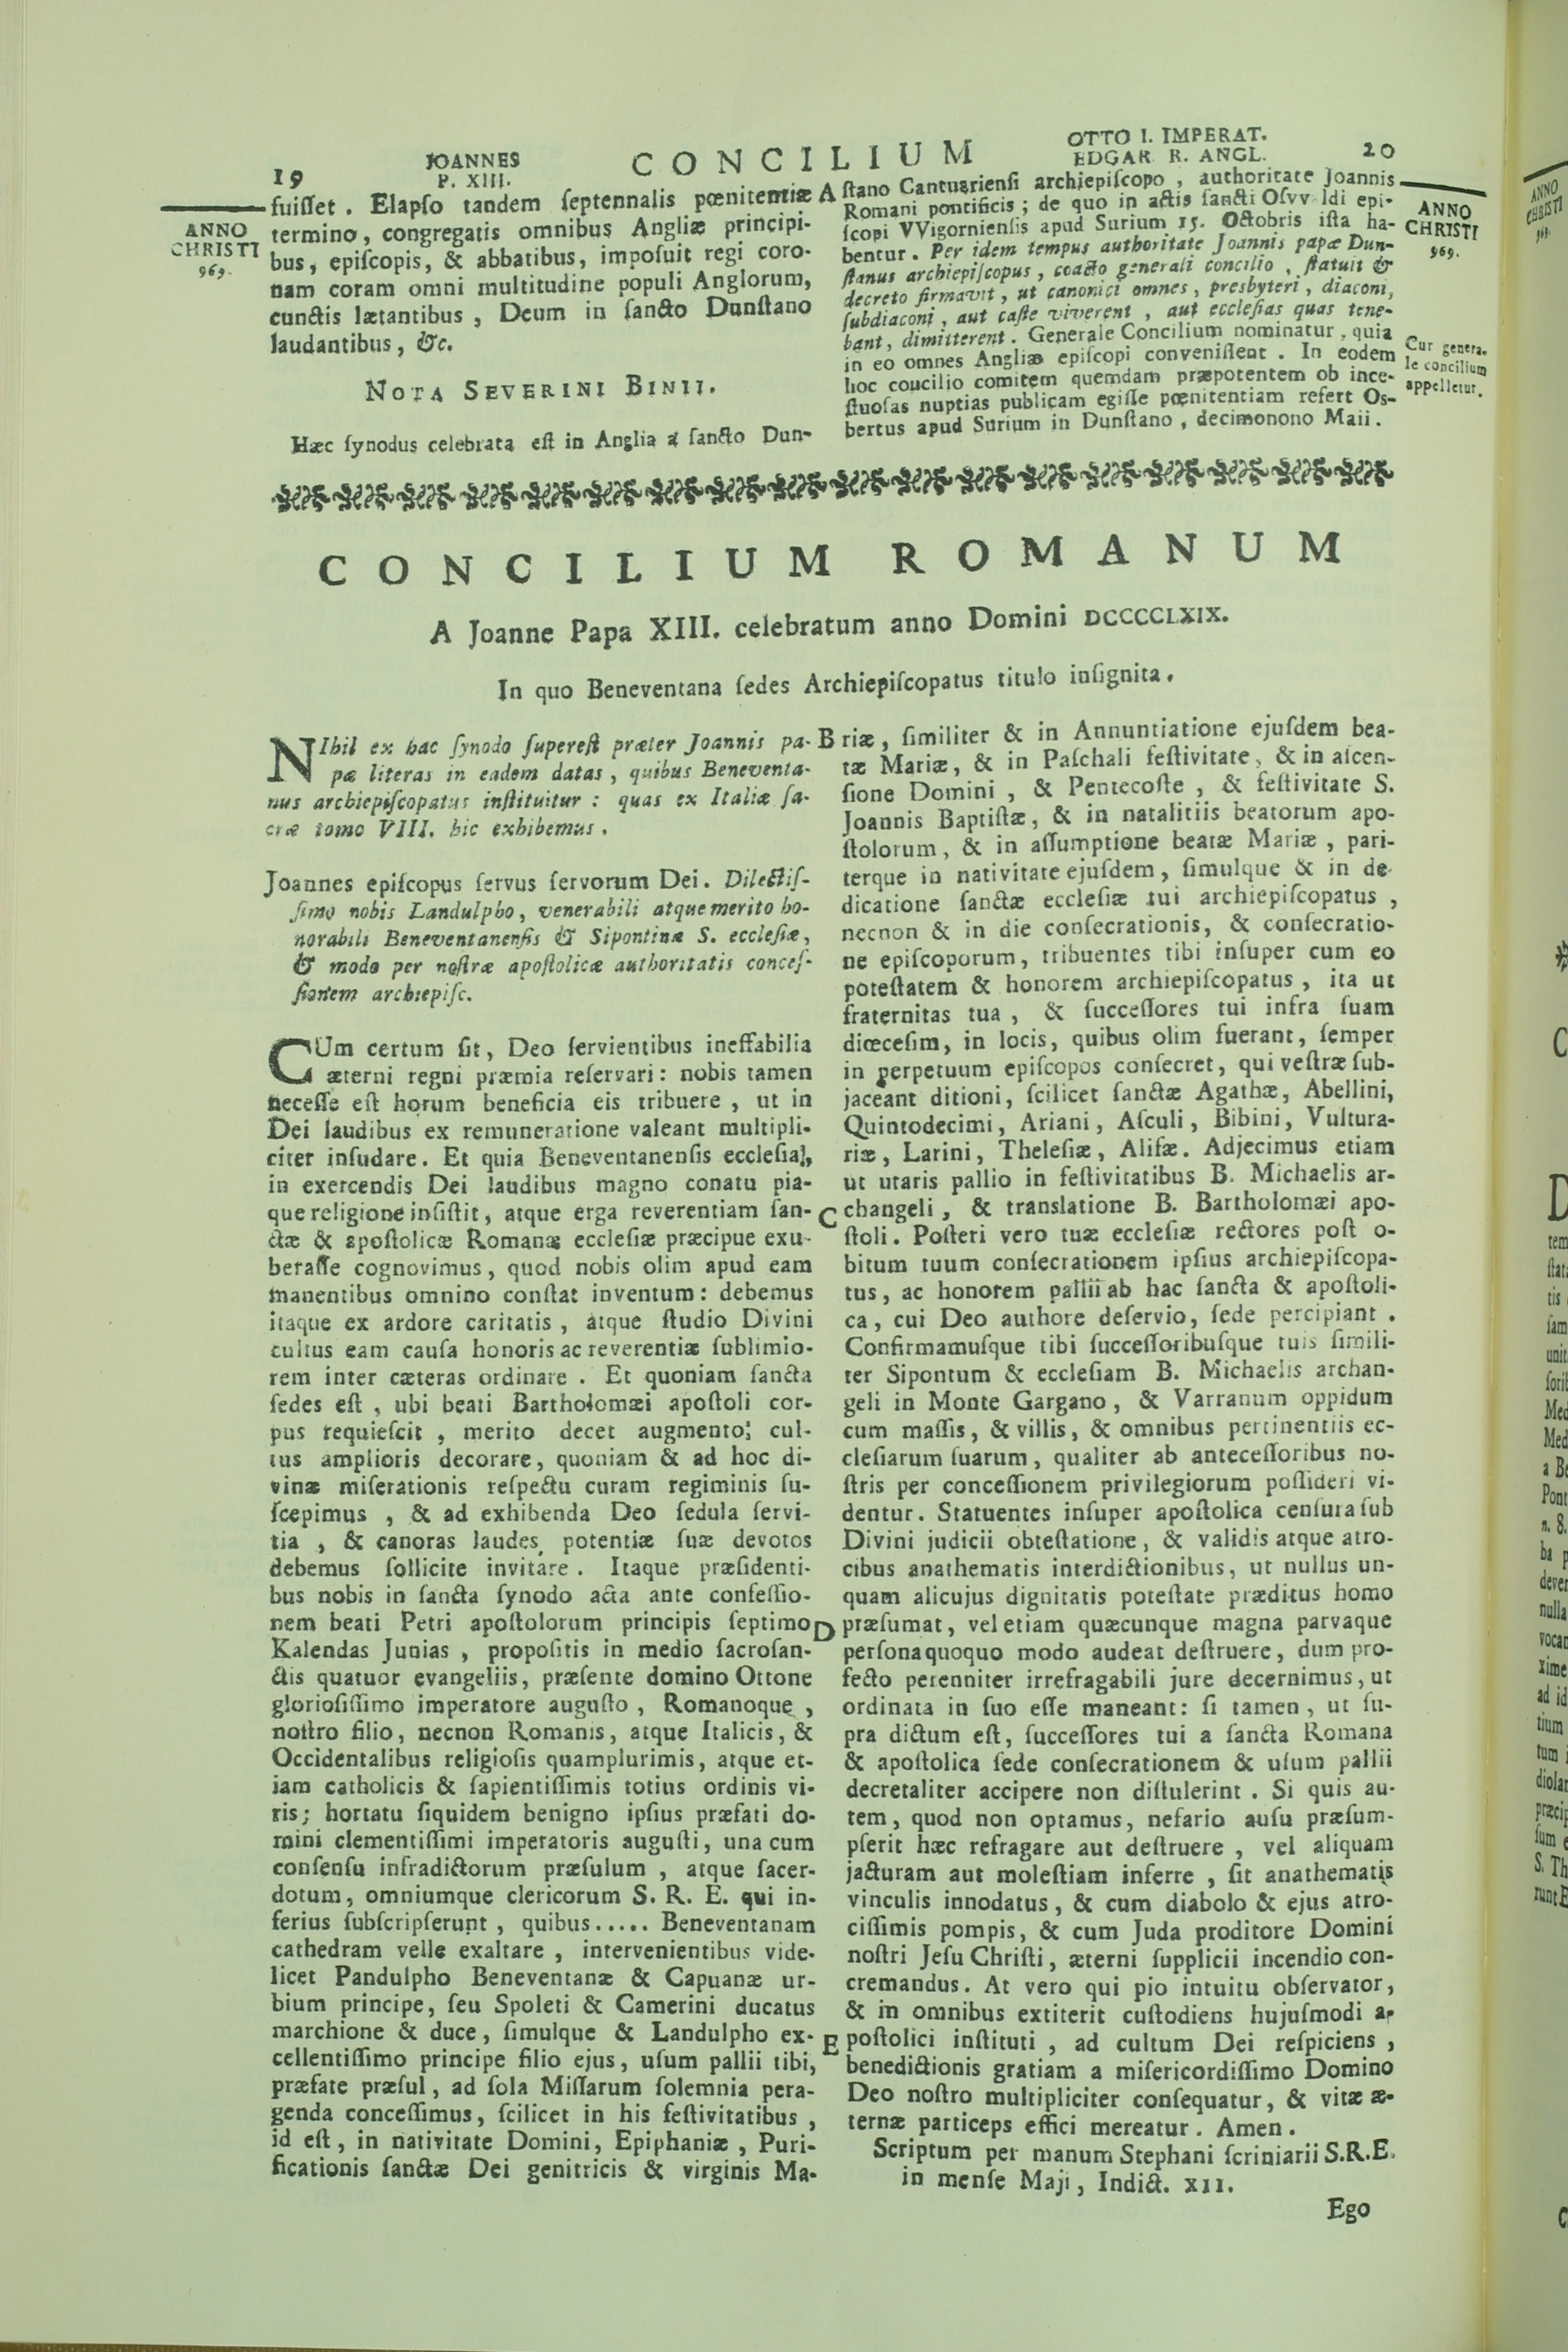 19
JOANNES
P. XIII.
CONCILIUM
OTTO I. IMPERAT.
EDGAR R. ANGL.
20
ANNO
CHRISTI
969.
fuiſſet . Elapſo tandem ſeptennalis pœnitentiæ
termino, congregatis omnibus Angliæ principi-
bus, epiſcopis, & abbatibus, impoſuit regi coro-
nam coram omni multitudine populi Anglorum,
cunctis lætantibus , Deum in ſancto Dunſtano
laudantibus, &c.
NOTA SEVERINI BINII.
Hæc ſynodus celebrata eſt in Anglia a ſancto Dun-
A ſtano Cantuarienſi archiepiſcopo , authoritate Joannis
Romani pontificis ; de quo in actis ſancti Oſvv ldi epi-
ſcopi VVigornienſis apud Surium 15. Octobris iſta ha-
bentur . Per idem tempus authoritate Joannis papæ Dun-
ſtanus archiepiſcopus , coacto generali concilio , ſtatuit &
decreto firmavit, ut canonici omnes, presbyteri, diaconi,
ſubdiaconi, aut caſte viverent , aut eccleſias quas tene-
bant, dimitterent . Generale Concilium nominatur , quia
in eo omnes Angliæ epiſcopi conveniſſent . In eodem
hoc coucilio comitem quemdam præpotentem ob ince-
ſtuoſas nuptias publicam egiſſe pœnitentiam refert Os-
bertus apud Surium in Dunſtano , decimonono Maii .
ANNO
CHRISTI
969.
Cur genera-
le concilium
appelletur.
CONCILIUM ROMANUM
A Joanne Papa XIII. celebratum anno Domini DCCCCLXIX.
In quo Beneventana ſedes Archiepiſcopatus titulo inſignita.
NIhil ex hac ſynodo ſupereſt præter Joannis pa-
pæ literas in eadem datas , quibus Beneventa-
nus archiepiſcopatus inſtituitur : quas ex Italiæ ſa-
cræ tomo VIII. hic exhibemus .
Joannes epiſcopus ſervus ſervorum Dei . Dilectiſ-
ſimo nobis Landulpho, venerabili atque merito ho-
norabili Beneventanenſis & Sipontinæ S. eccleſiæ,
& modo per noſtræ apoſtolicæ authoritatis conceſ-
ſionem archiepiſc.
CUm certum ſit, Deo ſervientibus ineffabilia
æterni regni præmia reſervari : nobis tamen
neceſſe eſt horum beneficia eis tribuere , ut in
Dei laudibus ex remuneratione valeant multipli-
citer inſudare. Et quia Beneventanenſis eccleſia,
in exercendis Dei laudibus magno conatu pia-
que religione inſiſtit, atque erga reverentiam ſan-
ctæ & apoſtolicæ Romanæ eccleſiæ præcipue exu-
beraſſe cognovimus, quod nobis olim apud eam
manentibus omnino conſtat inventum : debemus
itaque ex ardore caritatis , atque ſtudio Divini
cultus eam cauſa honoris ac reverentiæ ſublimio-
rem inter cæteras ordinare . Et quoniam ſancta
ſedes eſt , ubi beati Bartholomæi apoſtoli cor-
pus requieſcit , merito decet augmento; cul-
tus amplioris decorare, quoniam & ad hoc di-
vinæ miſerationis reſpectu curam regiminis ſu-
ſcepimus , & ad exhibenda Deo ſedula ſervi-
tia , & canoras laudes, potentiæ ſuæ devotos
debemus ſollicite invitare . Itaque præſidenti-
bus nobis in ſancta ſynodo acta ante confeſſio-
nem beati Petri apoſtolorum principis ſeptimo
Kalendas Junias , propoſitis in medio ſacroſan-
ctis quatuor evangeliis, præſente domino Ottone
glorioſiſſimo imperatore auguſto , Romanoque ,
noſtro filio, necnon Romanis, atque Italicis, &
Occidentalibus religioſis quamplurimis, atque et-
iam catholicis & ſapientiſſimis totius ordinis vi-
ris; hortatu ſiquidem benigno ipſius præfati do-
mini clementiſſimi imperatoris auguſti, una cum
conſenſu infradictorum præſulum , atque ſacer-
dotum, omniumque clericorum S. R. E. qui in-
ferius ſubſcripſerunt , quibus..... Beneventanam
cathedram velle exaltare , intervenientibus vide-
licet Pandulpho Beneventanæ & Capuanæ ur-
bium principe, ſeu Spoleti & Camerini ducatus
marchione & duce, ſimulque & Landulpho ex-
cellentiſſimo principe filio ejus, uſum pallii tibi,
præfate præſul, ad ſola Miſſarum ſolemnia pera-
genda conceſſimus, ſcilicet in his feſtivitatibus ,
id eſt, in nativitate Domini, Epiphaniæ , Puri-
ficationis ſanctæ Dei genitricis & virginis Ma-
B riæ, ſimiliter & in Annuntiatione ejuſdem bea-
tæ Mariæ, & in Paſchali feſtivitate, & in aſcen-
ſione Domini , & Pentecoſte , & feſtivitate S.
Joannis Baptiſtæ, & in natalitiis beatorum apo-
ſtolorum, & in aſſumptione beatæ Mariæ , pari-
terque in nativitate ejuſdem, ſimulque & in de-
dicatione ſanctæ eccleſiæ tui archiepiſcopatus ,
necnon & in die conſecrationis, & conſecratio-
ne epiſcoporum, tribuentes tibi inſuper cum eo
poteſtatem & honorem archiepiſcopatus , ita ut
fraternitas tua , & ſucceſſores tui infra ſuam
diœceſim, in locis, quibus olim fuerant, ſemper
in perpetuum epiſcopos conſecret, qui veſtræ ſub-
jaceant ditioni, ſcilicet ſanctæ Agathæ, Abellini,
Quintodecimi, Ariani, Aſculi, Bibini, Vultura-
riæ, Larini, Theleſiæ, Alifæ. Adjecimus etiam
ut utaris pallio in feſtivitatibus B. Michaelis ar-
C changeli, & translatione B. Bartholomæi apo-
ſtoli. Poſteri vero tuæ eccleſiæ rectores poſt o-
bitum tuum conſecrationem ipſius archiepiſcopa-
tus, ac honorem pallii ab hac ſancta & apoſtoli-
ca, cui Deo authore deſervio, ſede percipiant .
Confirmamuſque tibi ſucceſſoribuſque tuis ſimili-
ter Sipontum & eccleſiam B. Michaelis archan-
geli in Monte Gargano, & Varranum oppidum
cum maſſis, & villis, & omnibus pertinentiis ec-
cleſiarum ſuarum, qualiter ab anteceſſoribus no-
ſtris per conceſſionem privilegiorum poſſideri vi-
dentur. Statuentes inſuper apoſtolica cenſura ſub
Divini judicii obteſtatione, & validis atque atro-
cibus anathematis interdictionibus, ut nullus un-
quam alicujus dignitatis poteſtate præditus homo
D præſumat, vel etiam quæcunque magna parvaque
perſona quoquo modo audeat deſtruere, dum pro-
fecto perenniter irrefragabili jure decernimus, ut
ordinata in ſuo eſſe maneant: ſi tamen, ut ſu-
pra dictum eſt, ſucceſſores tui a ſancta Romana
& apoſtolica ſede conſecrationem & uſum pallii
decretaliter accipere non diſtulerint . Si quis au-
tem, quod non optamus, nefario auſu præſum-
pſerit hæc refragare aut deſtruere , vel aliquam
jacturam aut moleſtiam inferre , ſit anathematis
vinculis innodatus, & cum diabolo & ejus atro-
ciſſimis pompis, & cum Juda proditore Domini
noſtri Jeſu Chriſti, æterni ſupplicii incendio con-
cremandus. At vero qui pio intuitu obſervator,
& in omnibus extiterit cuſtodiens hujuſmodi a-
E poſtolici inſtituti , ad cultum Dei reſpiciens ,
benedictionis gratiam a miſericordiſſimo Domino
Deo noſtro multipliciter conſequatur, & vitæ æ-
ternæ particeps effici mereatur. Amen.
Scriptum per manum Stephani ſcriniarii S.R.E.
in menſe Maji, Indict. XII.
Ego